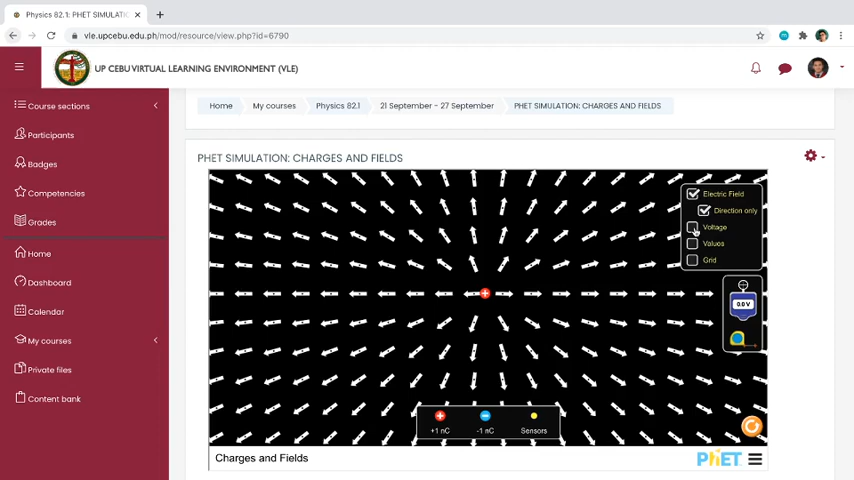 Physics 82.1: PHET SIMULATI
vle.upcebu.edu.ph/mod/resource/view.php?id=6790
UP CEBU VIRTUAL LEARNING ENVIRONMENT (VLE)
Course sections
Participants
Badges
Competencies
Grades
Home
Dashboard
Calendar
My courses
Private files
Content bank
Home
My courses
Physics 82.1
21 September - 27 September
PHET SIMULATION: CHARGES AND FIELDS
PHET SIMULATION: CHARGES AND FIELDS
Electric Field
Direction only
Voltage
Values
Grid
0.0 V
+1 nC
-1 nC
Sensors
Charges and Fields
PhET